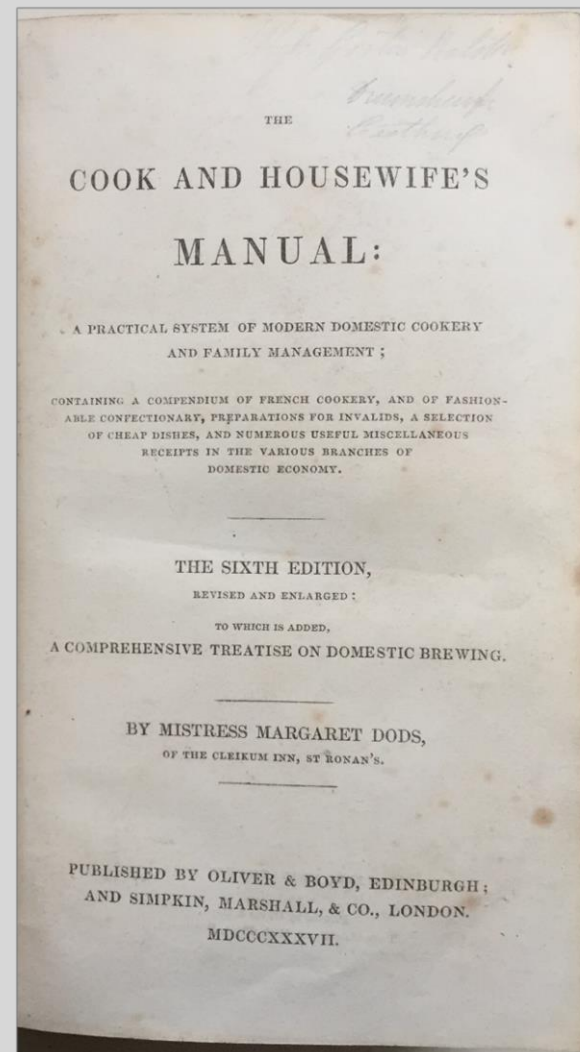 THE
COOK AND HOUSEWIFE'S
MANUAL:
A PRACTICAL SYSTEM OF MODERN DOMESTIC COOKERY
AND FAMILY MANAGEMENT;
CONTAINING A COMPENDIUM OF FRENCH COOKERY, AND OF FASHION-
ABLE CONFECTIONARY, PREPARATIONS FOR INVALIDS, A SELECTION
OF CHEAP DISHES, AND NUMEROUS USEFUL MISCELLANEOUS
RECEIPTS IN THE VARIOUS BRANCHES OF
DOMESTIC ECONOMY.
THE SIXTH EDITION,
REVISED AND ENLARGED:
TO WHICH IS ADDED,
A COMPREHENSIVE TREATISE ON DOMESTIC BREWING.
BY MISTRESS MARGARET DODS,
OF THE CLEIKUM INN, ST RONAN'S.
PUBLISHED BY OLIVER & BOYD, EDINBURGH;
AND SIMPKIN, MARSHALL, & CO., LONDON.
MDCCCXXXVII.